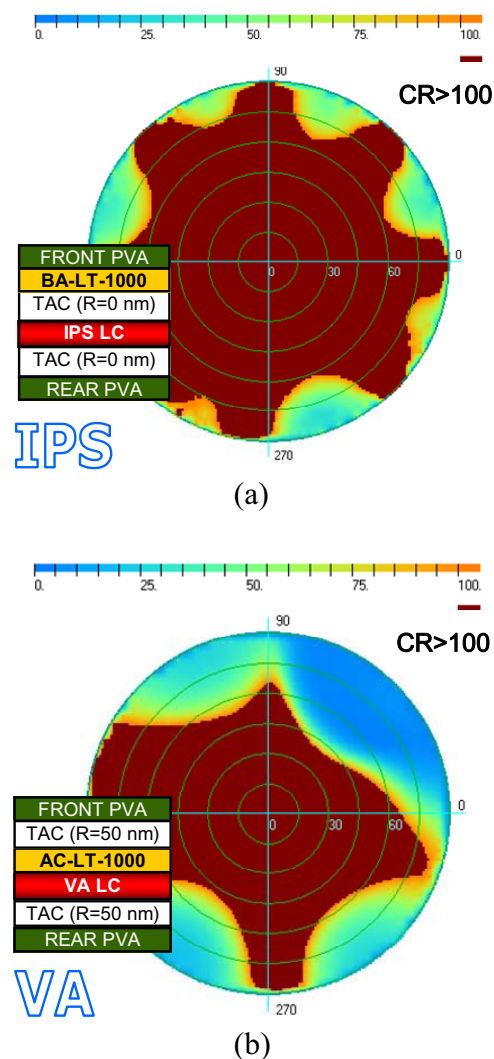 0. 25. 50. 75. 100.
90
CR>100
0
0 30 60
FRONT PVA
BA-LT-1000
TAC (R=0 nm)
IPS LC
TAC (R=0 nm)
REAR PVA
IPS
270
(a)
0. 25. 50. 75. 100.
90
CR>100
0
0 30 60
FRONT PVA
TAC (R=50 nm)
AC-LT-1000
VA LC
TAC (R=50 nm)
REAR PVA
VA
270
(b)